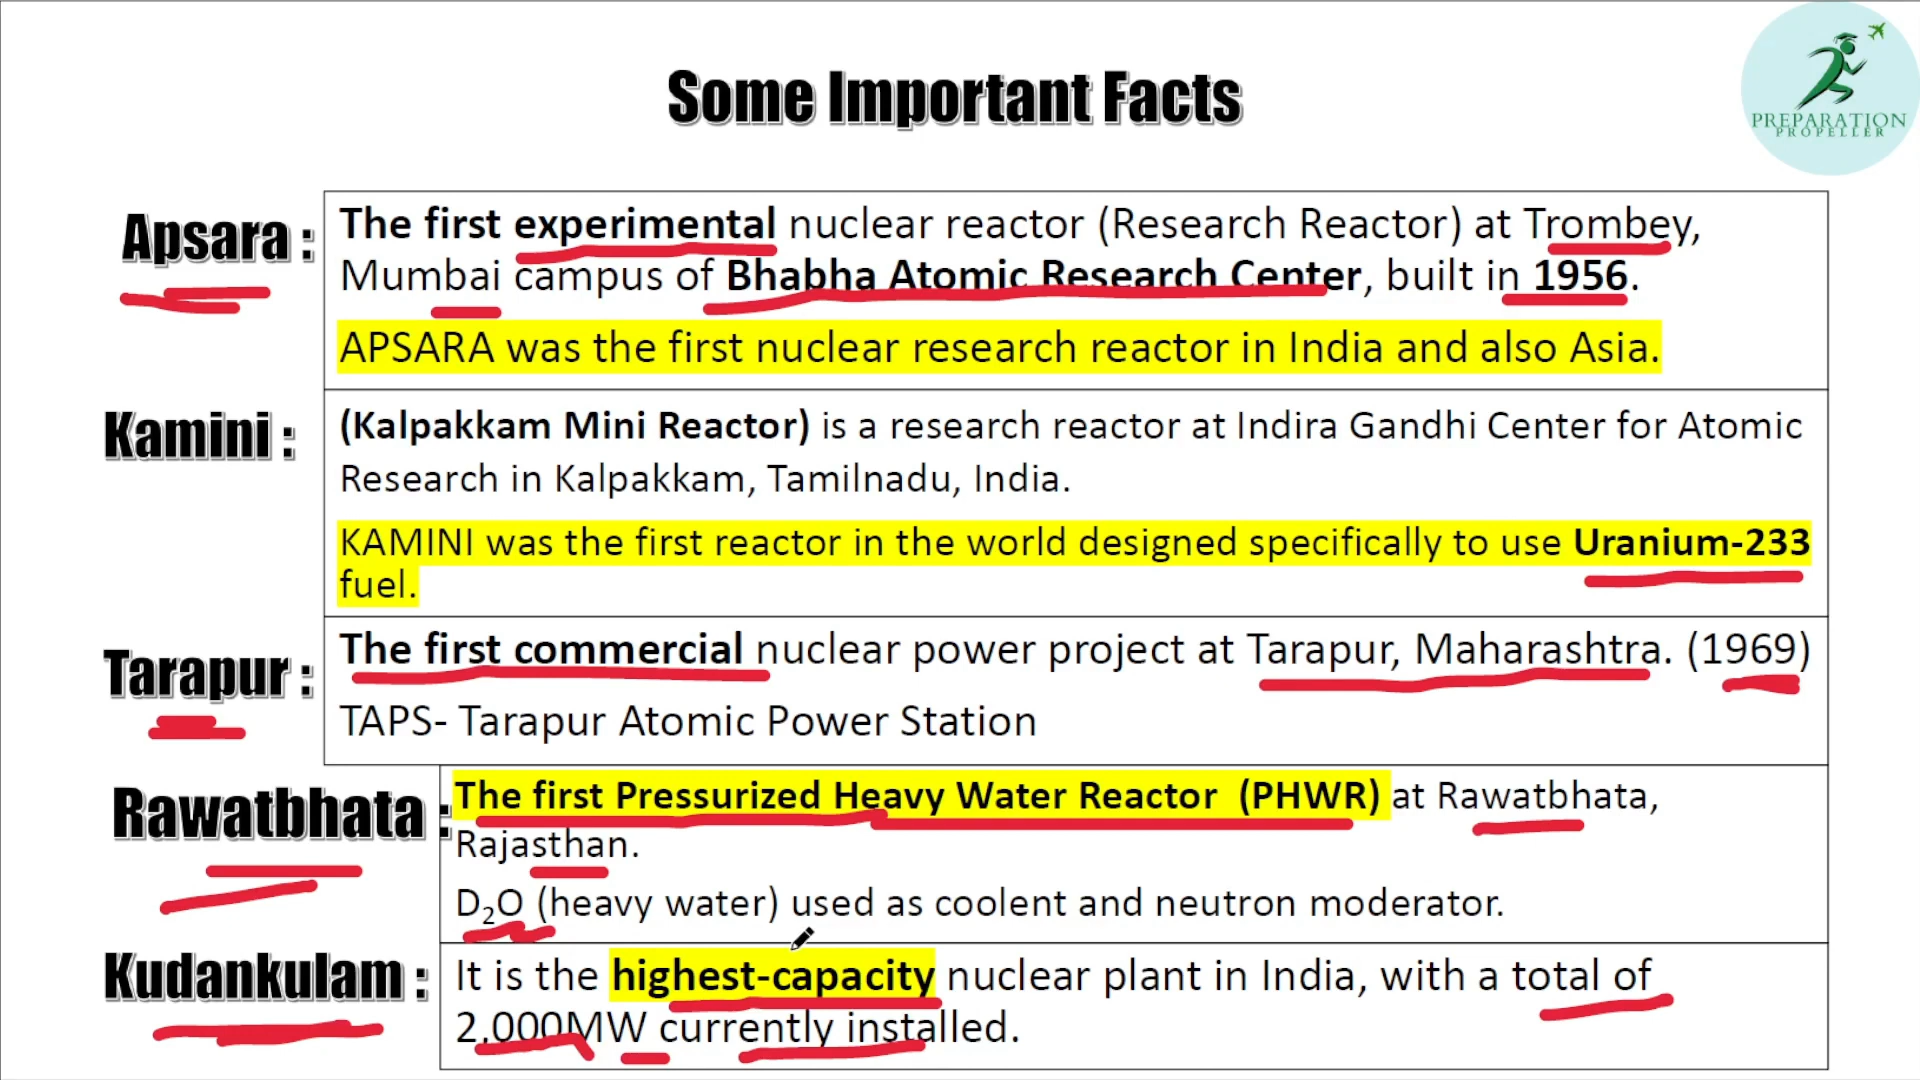 Some Important Facts
PREPARATION
PROPELLER
Apsara :
The first experimental nuclear reactor (Research Reactor) at Trombey,
Mumbai campus of Bhabha Atomic Research Center, built in 1956.
APSARA was the first nuclear research reactor in India and also Asia.
Kamini :
(Kalpakkam Mini Reactor) is a research reactor at Indira Gandhi Center for Atomic
Research in Kalpakkam, Tamilnadu, India.
KAMINI was the first reactor in the world designed specifically to use Uranium-233
fuel.
Tarapur :
The first commercial nuclear power project at Tarapur, Maharashtra. (1969)
TAPS- Tarapur Atomic Power Station
Rawatbhata :
The first Pressurized Heavy Water Reactor (PHWR) at Rawatbhata,
Rajasthan.
D₂O (heavy water) used as coolent and neutron moderator.
Kudankulam :
It is the highest-capacity nuclear plant in India, with a total of
2,000MW currently installed.